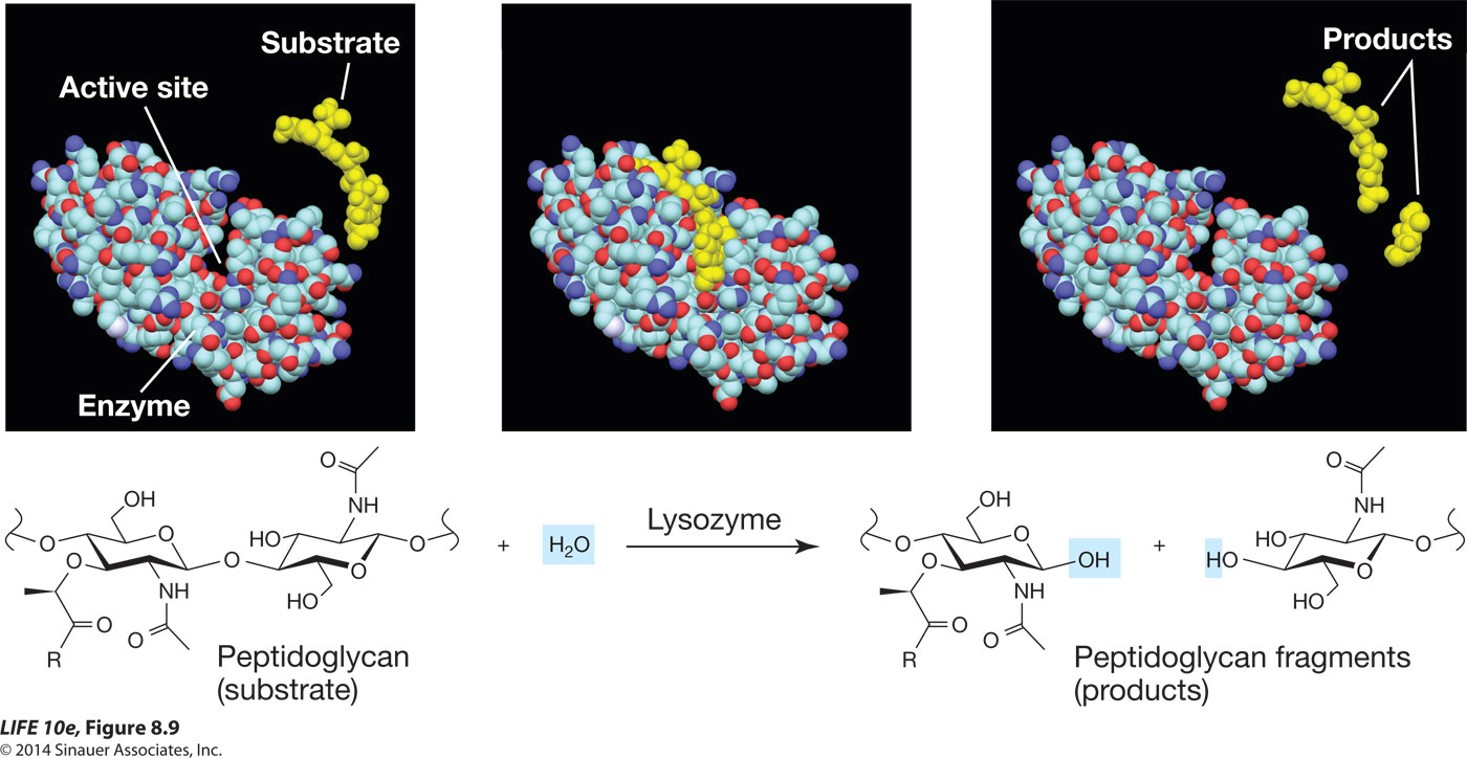 Substrate
Active site
Enzyme
Products
OH
O
NH
O
O
HO
O
O
O
NH
HO
O
O
R
Peptidoglycan
(substrate)
+
H₂O
Lysozyme
OH
O
O
OH
O
NH
O
O
R
+
O
NH
HO
HO
O
O
HO
Peptidoglycan fragments
(products)
LIFE 10e, Figure 8.9
© 2014 Sinauer Associates, Inc.